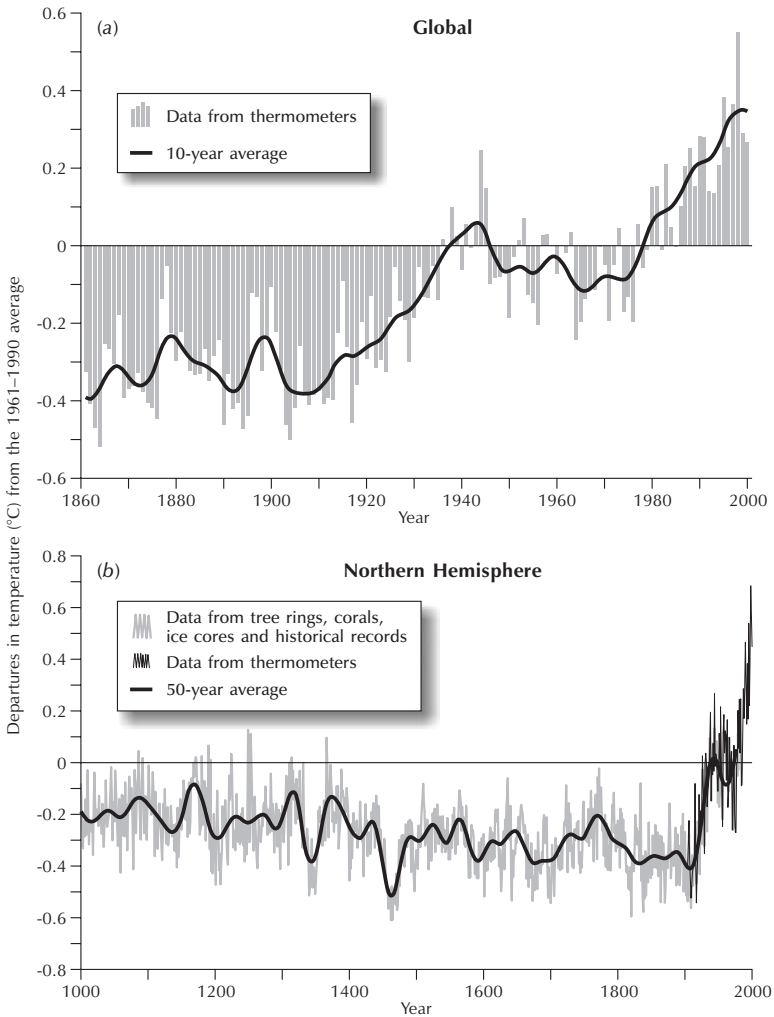 (a)
Global
Data from thermometers
10-year average
0.6
0.4
0.2
0
-0.2
-0.4
-0.6
1860 1880 1900 1920 1940 1960 1980 2000
Year
Departures in temperature (°C) from the 1961–1990 average
(b)
Northern Hemisphere
Data from tree rings, corals,
ice cores and historical records
Data from thermometers
50-year average
0.8
0.6
0.4
0.2
0
-0.2
-0.4
-0.6
-0.8
1000 1200 1400 1600 1800 2000
Year